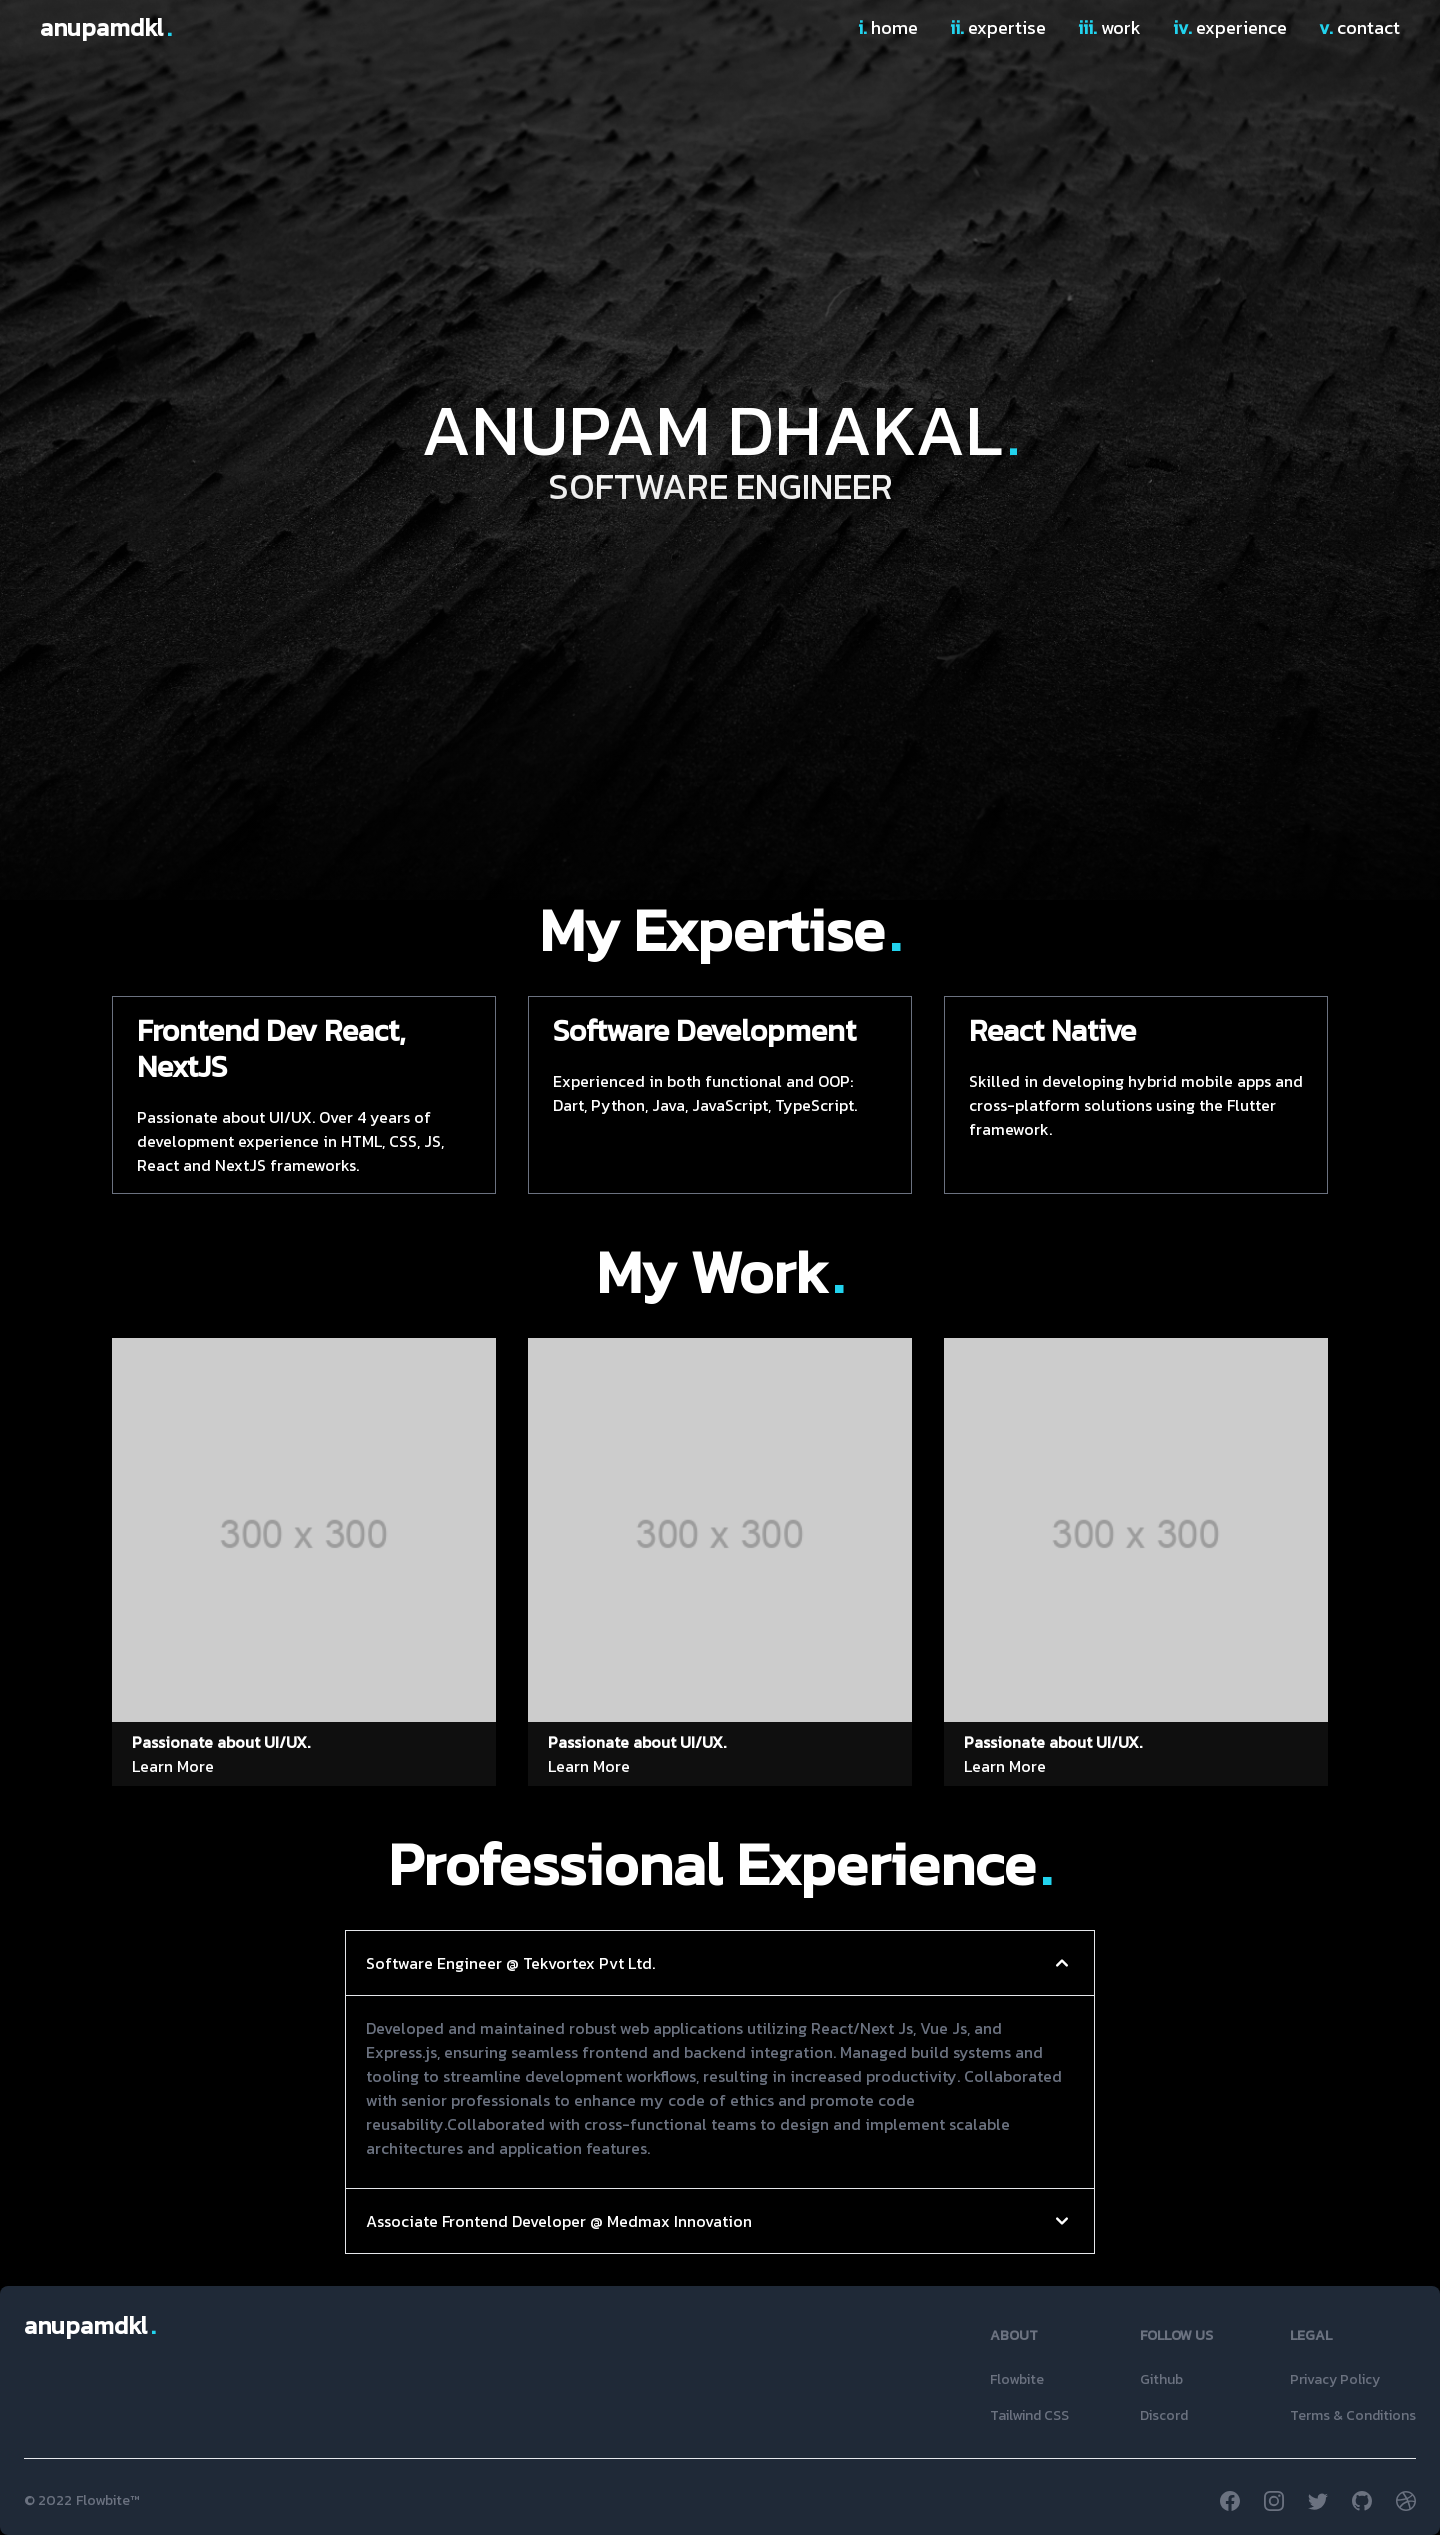 anupamdkl.
i. home ii. expertise iii. work iv. experience v. contact
ANUPAM DHAKAL.
SOFTWARE ENGINEER
My Expertise.
Frontend Dev React,
NextJS
Passionate about UI/UX. Over 4 years of
development experience in HTML, CSS, JS,
React and NextJS frameworks.
Software Development
Experienced in both functional and OOP:
Dart, Python, Java, JavaScript, TypeScript.
React Native
Skilled in developing hybrid mobile apps and
cross-platform solutions using the Flutter
framework.
My Work.
300 x 300
Passionate about UI/UX.
Learn More
300 x 300
Passionate about UI/UX.
Learn More
300 x 300
Passionate about UI/UX.
Learn More
Professional Experience.
Software Engineer @ Tekvortex Pvt Ltd.
Developed and maintained robust web applications utilizing React/Next Js, Vue Js, and
Express.js, ensuring seamless frontend and backend integration. Managed build systems and
tooling to streamline development workflows, resulting in increased productivity. Collaborated
with senior professionals to enhance my code of ethics and promote code
reusability.Collaborated with cross-functional teams to design and implement scalable
architectures and application features.
Associate Frontend Developer @ Medmax Innovation
anupamdkl.
ABOUT
Flowbite
Tailwind CSS
FOLLOW US
Github
Discord
LEGAL
Privacy Policy
Terms & Conditions
© 2022 Flowbite™